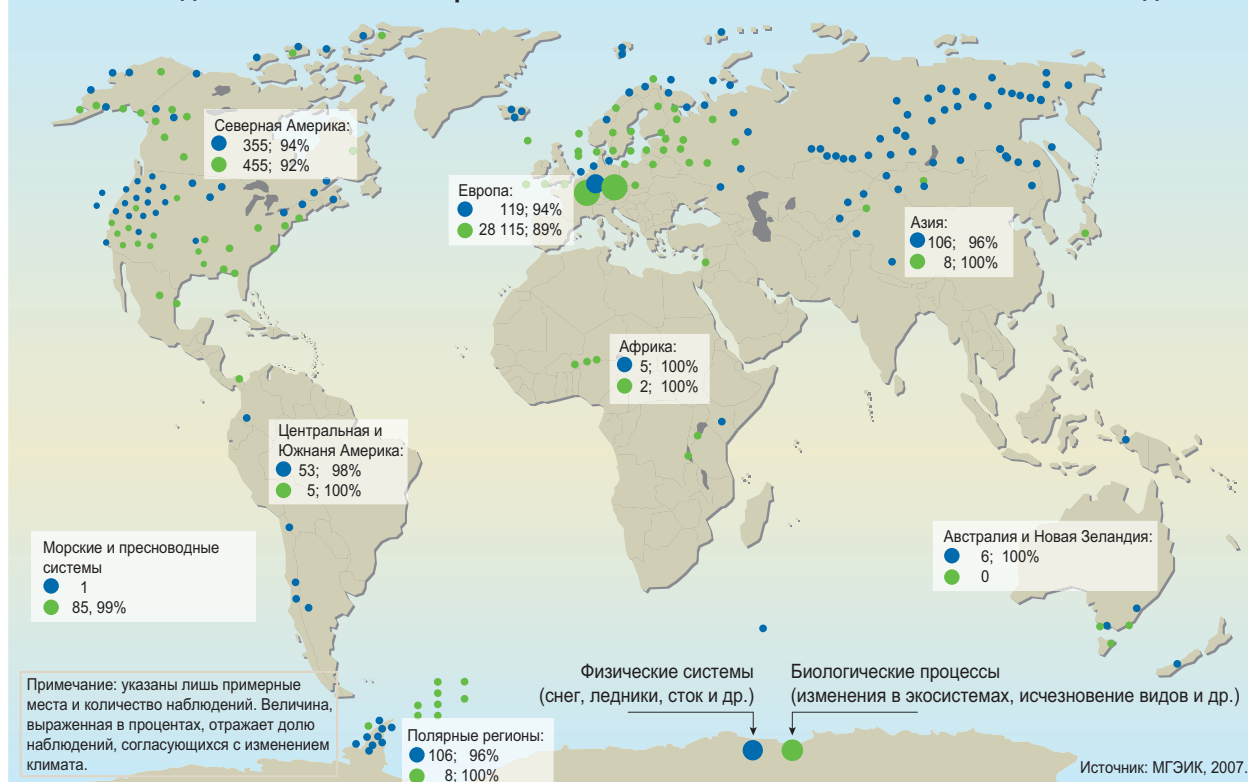 Северная Америка:
355; 94%
455; 92%
Европа:
119; 94%
28 115; 89%
Азия:
106; 96%
8; 100%
Африка:
5; 100%
2; 100%
Центральная и
Южнаня Америка:
53; 98%
5; 100%
Морские и пресноводные
системы
1
85, 99%
Австралия и Новая Зеландия:
6; 100%
0
Физические системы
(снег, ледники, сток и др.)
Биологические процессы
(изменения в экосистемах, исчезновение видов и др.)
Примечание: указаны лишь примерные
места и количество наблюдений. Величина,
выраженная в процентах, отражает долю
наблюдений, согласующихся с изменением
климата.
Полярные регионы:
106; 96%
8; 100%
Источник: МГЭИК, 2007.